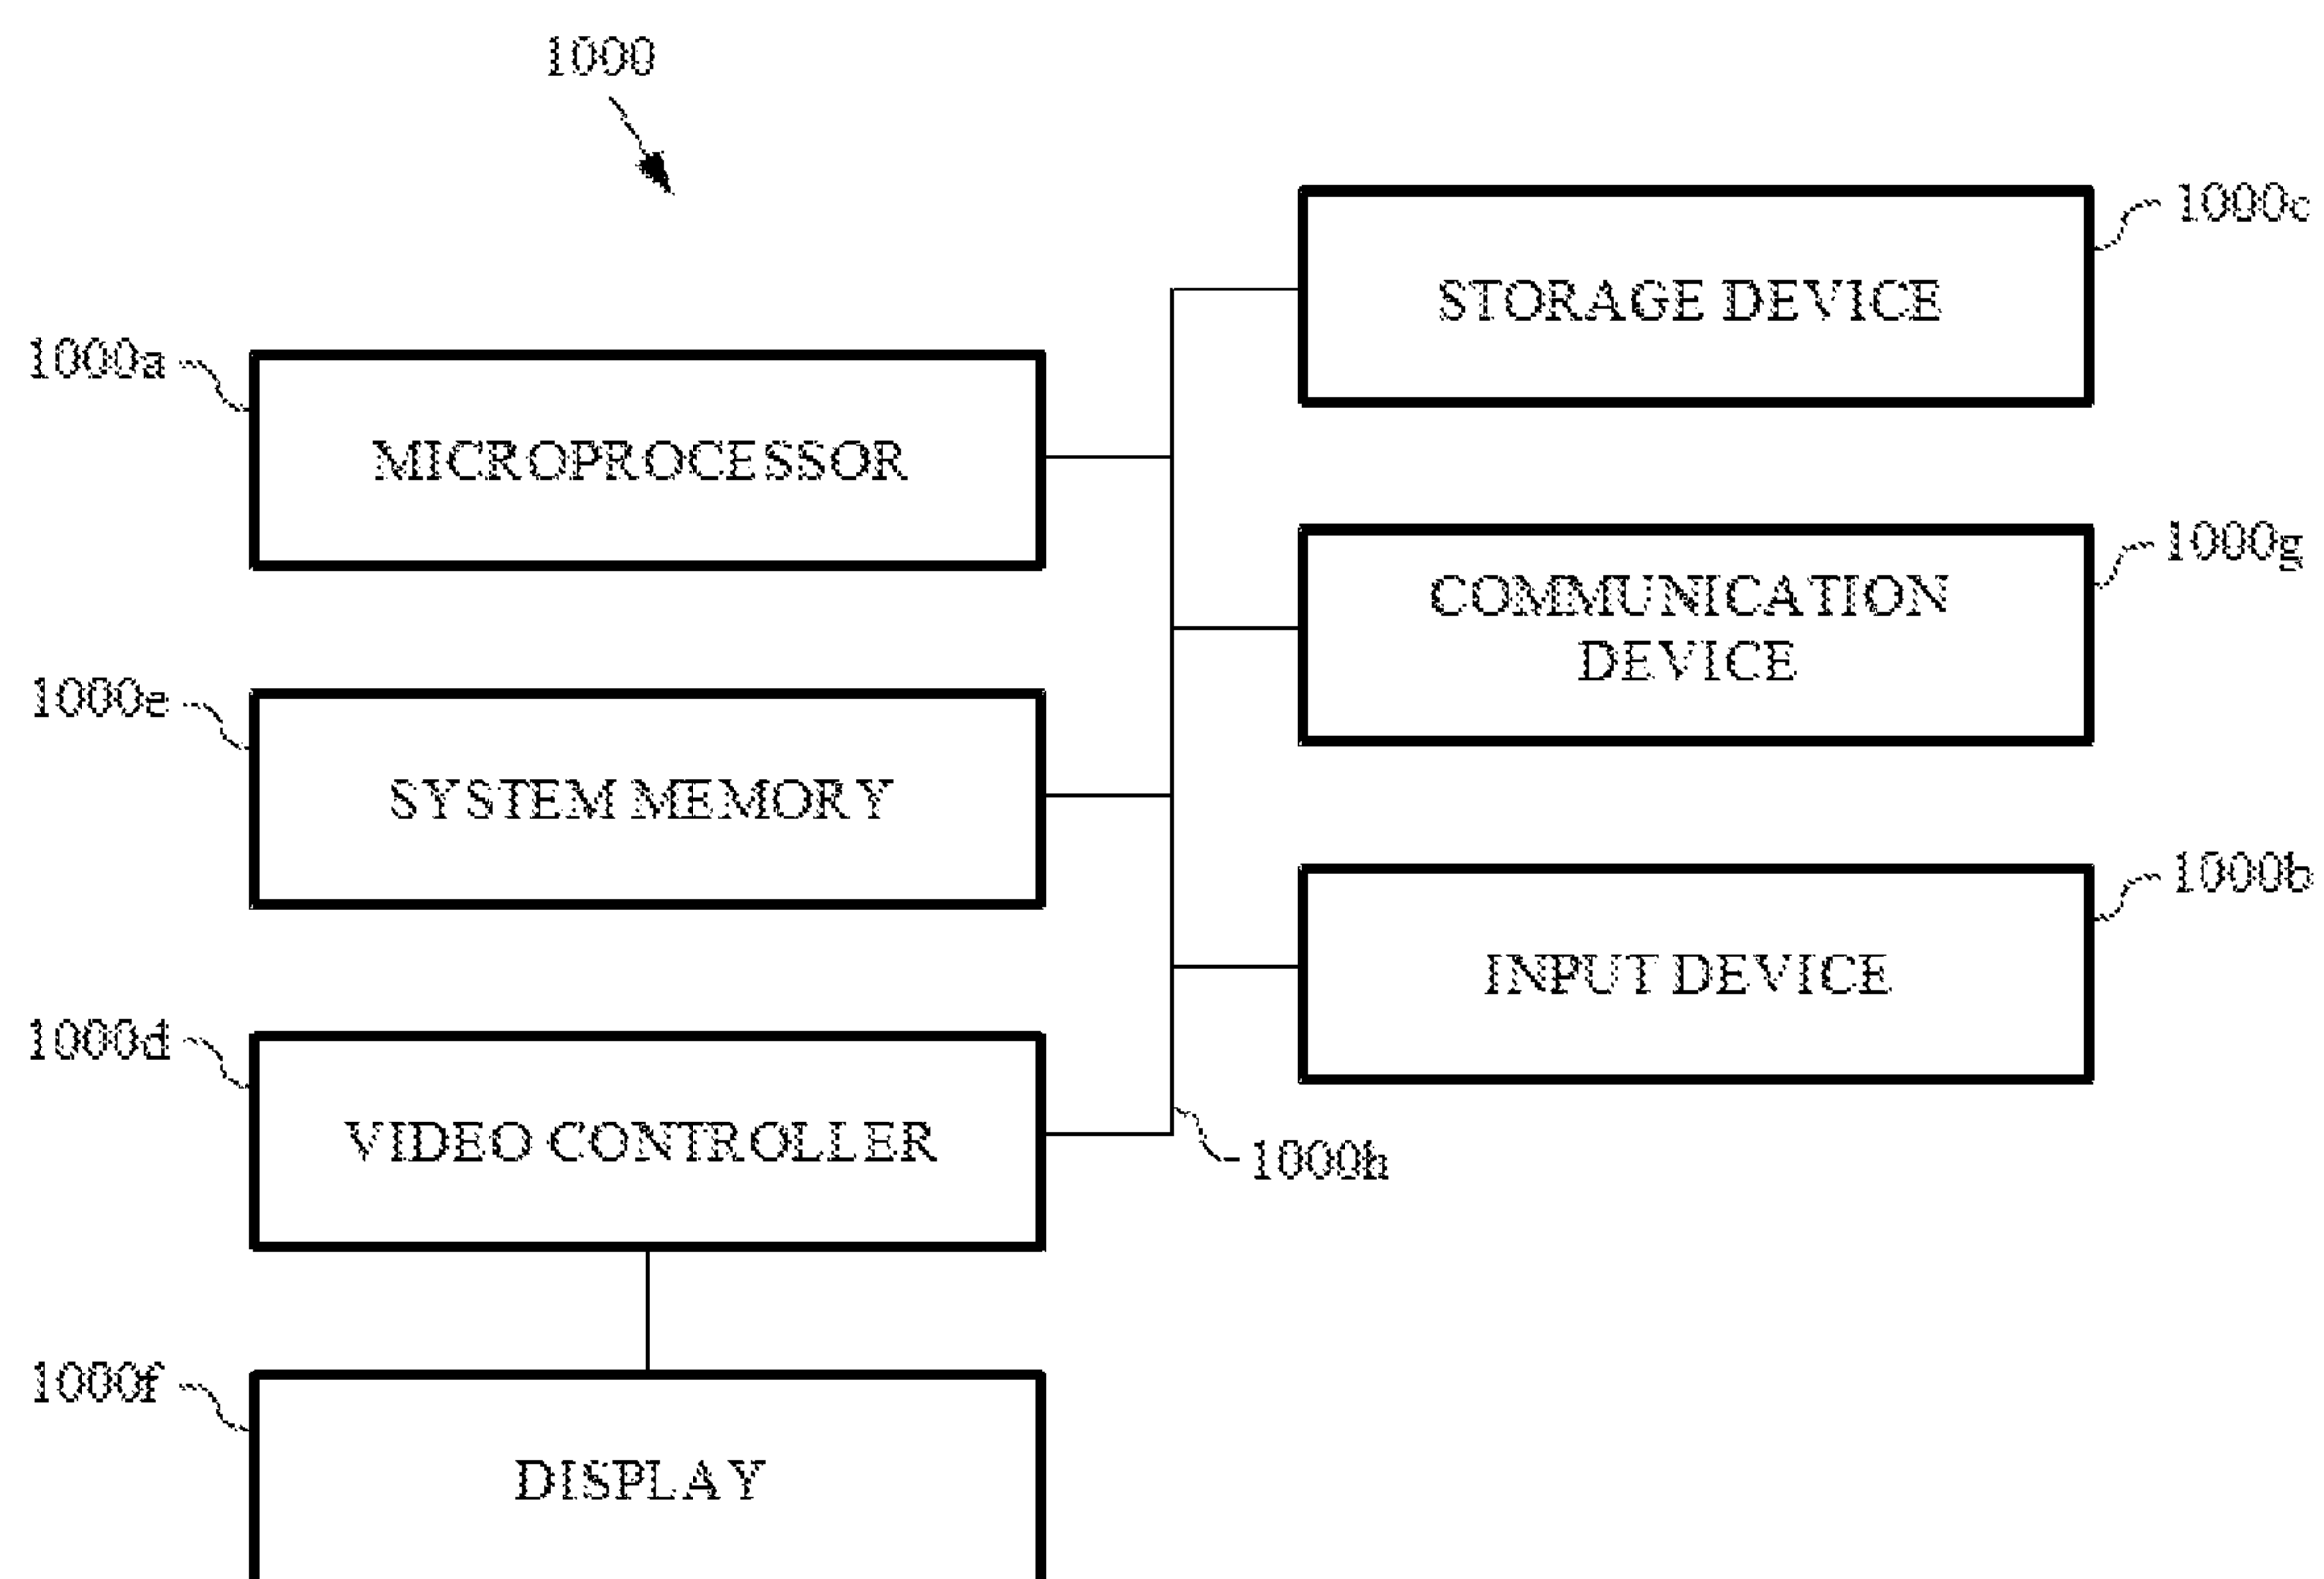 1000
1000c
STORAGE DEVICE
1000a
MICROPROCESSOR
1000g
COMMUNICATION
DEVICE
1000e
SYSTEM MEMORY
1000b
INPUT DEVICE
1000d
VIDEO CONTROLLER
1000h
1000f
DISPLAY